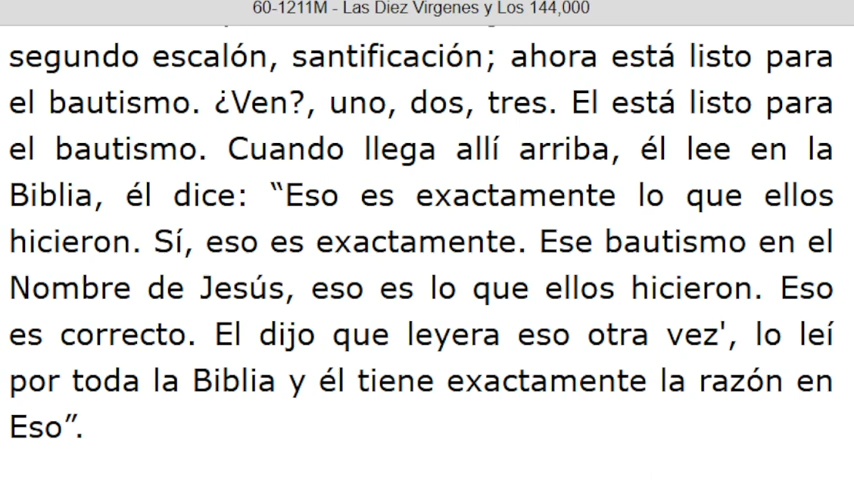 60-1211M - Las Diez Virgenes y Los 144,000
segundo escalón, santificación; ahora está listo para
el bautismo. ¿Ven?, uno, dos, tres. El está listo para
el bautismo. Cuando llega allí arriba, él lee en la
Biblia, él dice: “Eso es exactamente lo que ellos
hicieron. Sí, eso es exactamente. Ese bautismo en el
Nombre de Jesús, eso es lo que ellos hicieron. Eso
es correcto. El dijo que leyera eso otra vez', lo leí
por toda la Biblia y él tiene exactamente la razón en
Eso”.